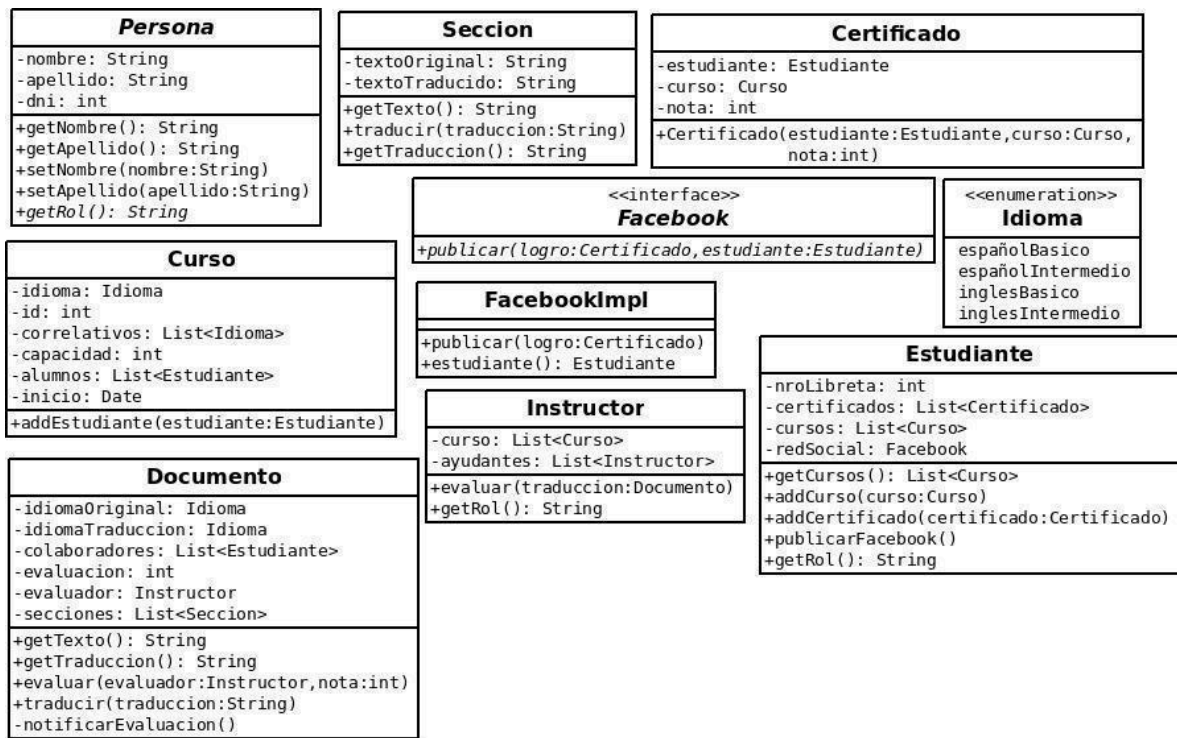 Persona
-nombre: String
-apellido: String
-dni: int
+getNombre(): String
+getApellido(): String
+setNombre(nombre:String)
+setApellido(apellido:String)
+getRol(): String
Seccion
-textoOriginal: String
-textoTraducido: String
+getTexto(): String
+traducir(traduccion:String)
+getTraduccion(): String
Certificado
-estudiante: Estudiante
-curso: Curso
-nota: int
+Certificado(estudiante:Estudiante,curso:Curso,
nota:int)
<<interface>>
Facebook
+publicar(logro:Certificado,estudiante:Estudiante)
<<enumeration>>
Idioma
españolBasico
españolIntermedio
inglesBasico
inglesIntermedio
Curso
-idioma: Idioma
-id: int
-correlativos: List<Idioma>
-capacidad: int
-alumnos: List<Estudiante>
-inicio: Date
+addEstudiante(estudiante:Estudiante)
FacebookImpl
+publicar(logro:Certificado)
+estudiante(): Estudiante
Instructor
-curso: List<Curso>
-ayudantes: List<Instructor>
+evaluar(traduccion:Documento)
+getRol(): String
Estudiante
-nroLibreta: int
-certificados: List<Certificado>
-cursos: List<Curso>
-redSocial: Facebook
+getCursos(): List<Curso>
+addCurso(curso:Curso)
+addCertificado(certificado:Certificado)
+publicarFacebook()
+getRol(): String
Documento
-idiomaOriginal: Idioma
-idiomaTraduccion: Idioma
-colaboradores: List<Estudiante>
-evaluacion: int
-evaluador: Instructor
-secciones: List<Seccion>
+getTexto(): String
+getTraduccion(): String
+evaluar(evaluador:Instructor,nota:int)
+traducir(traduccion:String)
-notificarEvaluacion()